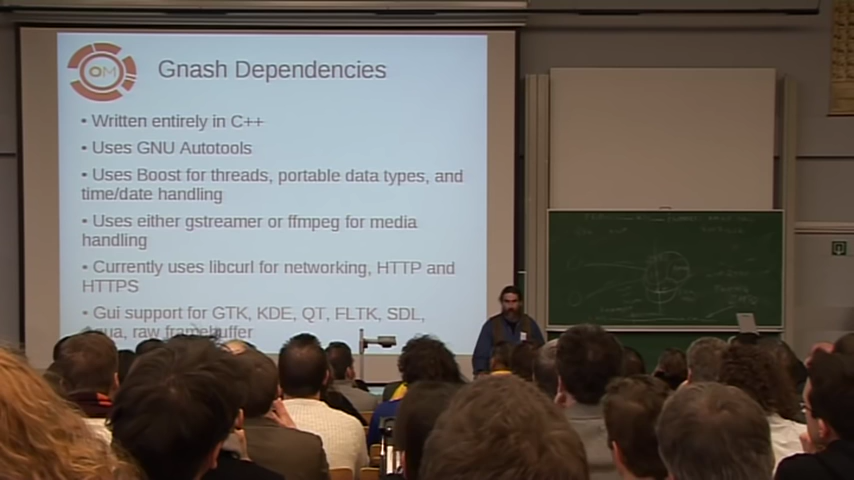 OM
Gnash Dependencies
• Written entirely in C++
• Uses GNU Autotools
• Uses Boost for threads, portable data types, and
time/date handling
• Uses either gstreamer or ffmpeg for media
handling
• Currently uses libcurl for networking, HTTP and
HTTPS
• Gui support for GTK, KDE, QT, FLTK, SDL,
raw framebuffer